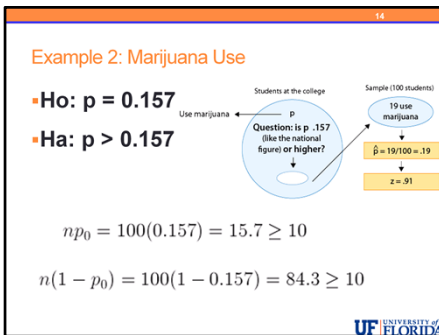 14
Example 2: Marijuana Use
▪Ho: p = 0.157
▪Ha: p > 0.157
Students at the college
Use marijuana
p
Question: is p .157
(like the national
figure) or higher?
Sample (100 students)
19 use
marijuana
p̂ = 19/100 = .19
z = .91
np₀ = 100(0.157) = 15.7 ≥ 10
n(1 − p₀) = 100(1 − 0.157) = 84.3 ≥ 10
UF UNIVERSITY of
FLORIDA